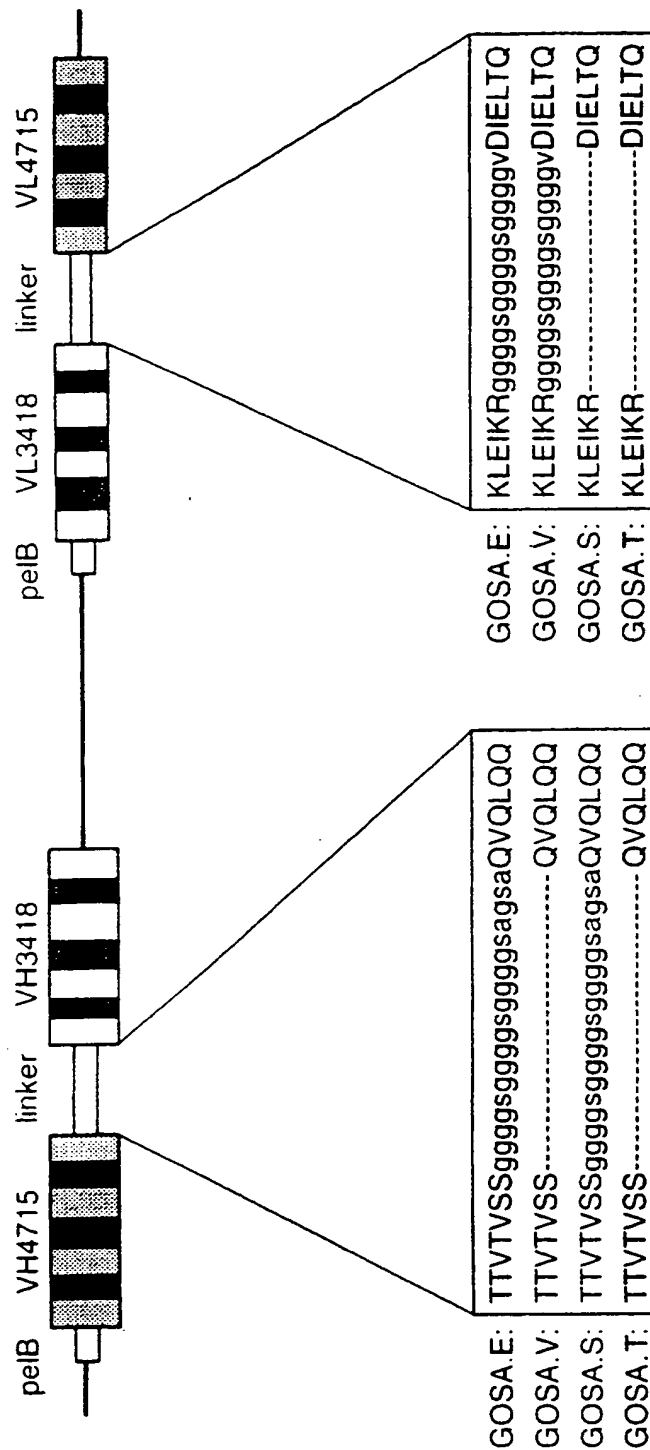 pelB VH4715 linker VH3418 pelB VL3418 linker VL4715
GOSA.E: TTVTVSSggggsggggsggggsagsaQVQLQQ
GOSA.V: TTVTVSS-------------------QVQLQQ
GOSA.S: TTVTVSSggggsggggsggggsagsaQVQLQQ
GOSA.T: TTVTVSS-------------------QVQLQQ
GOSA.E: KLEIKRggggsggggsggggvDIELTQ
GOSA.V: KLEIKRggggsggggsggggvDIELTQ
GOSA.S: KLEIKR---------------DIELTQ
GOSA.T: KLEIKR---------------DIELTQ